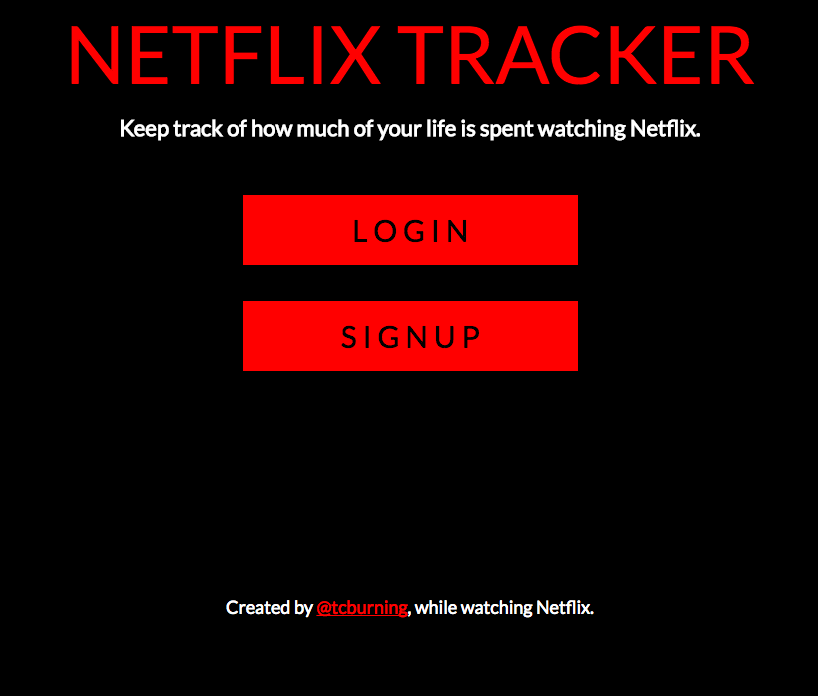 NETFLIX TRACKER
Keep track of how much of your life is spent watching Netflix.
LOGIN
SIGNUP
Created by @tcburning, while watching Netflix.